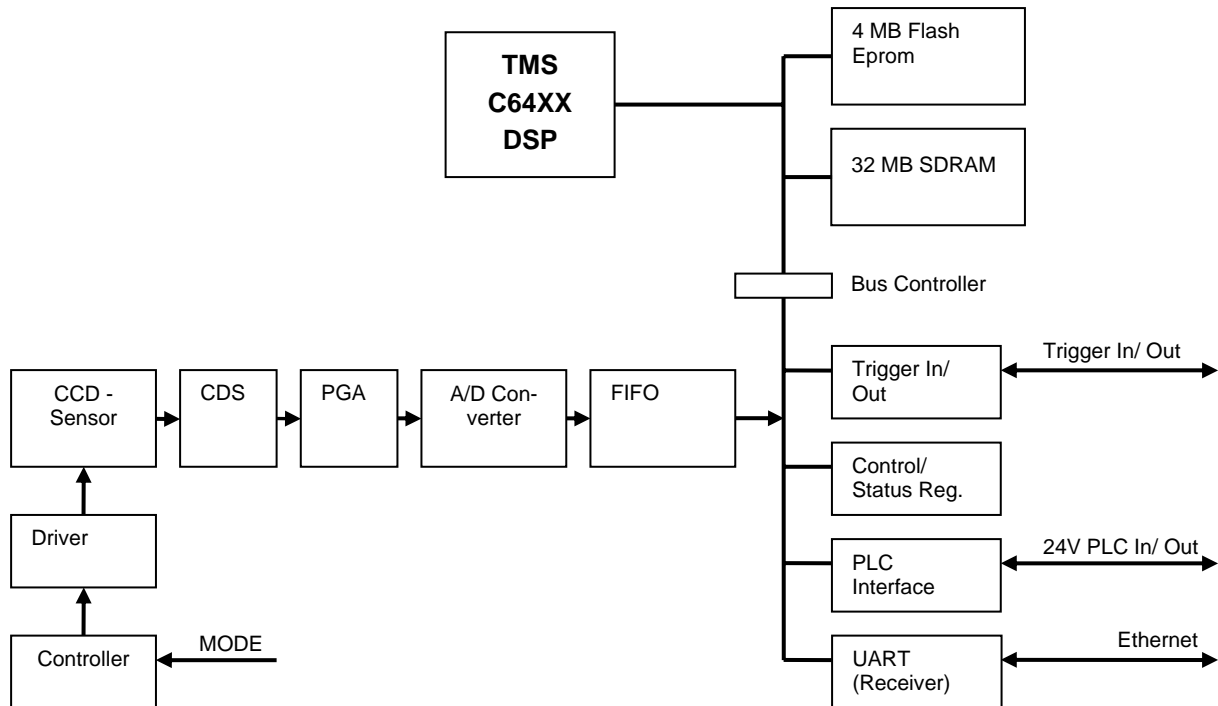 TMS
C64XX
DSP
4 MB Flash
Eprom
32 MB SDRAM
Bus Controller
Trigger In/
Out
Trigger In/ Out
CCD -
Sensor
CDS
PGA
A/D Con-
verter
FIFO
Control/
Status Reg.
Driver
PLC
Interface
24V PLC In/ Out
Controller
MODE
UART
(Receiver)
Ethernet